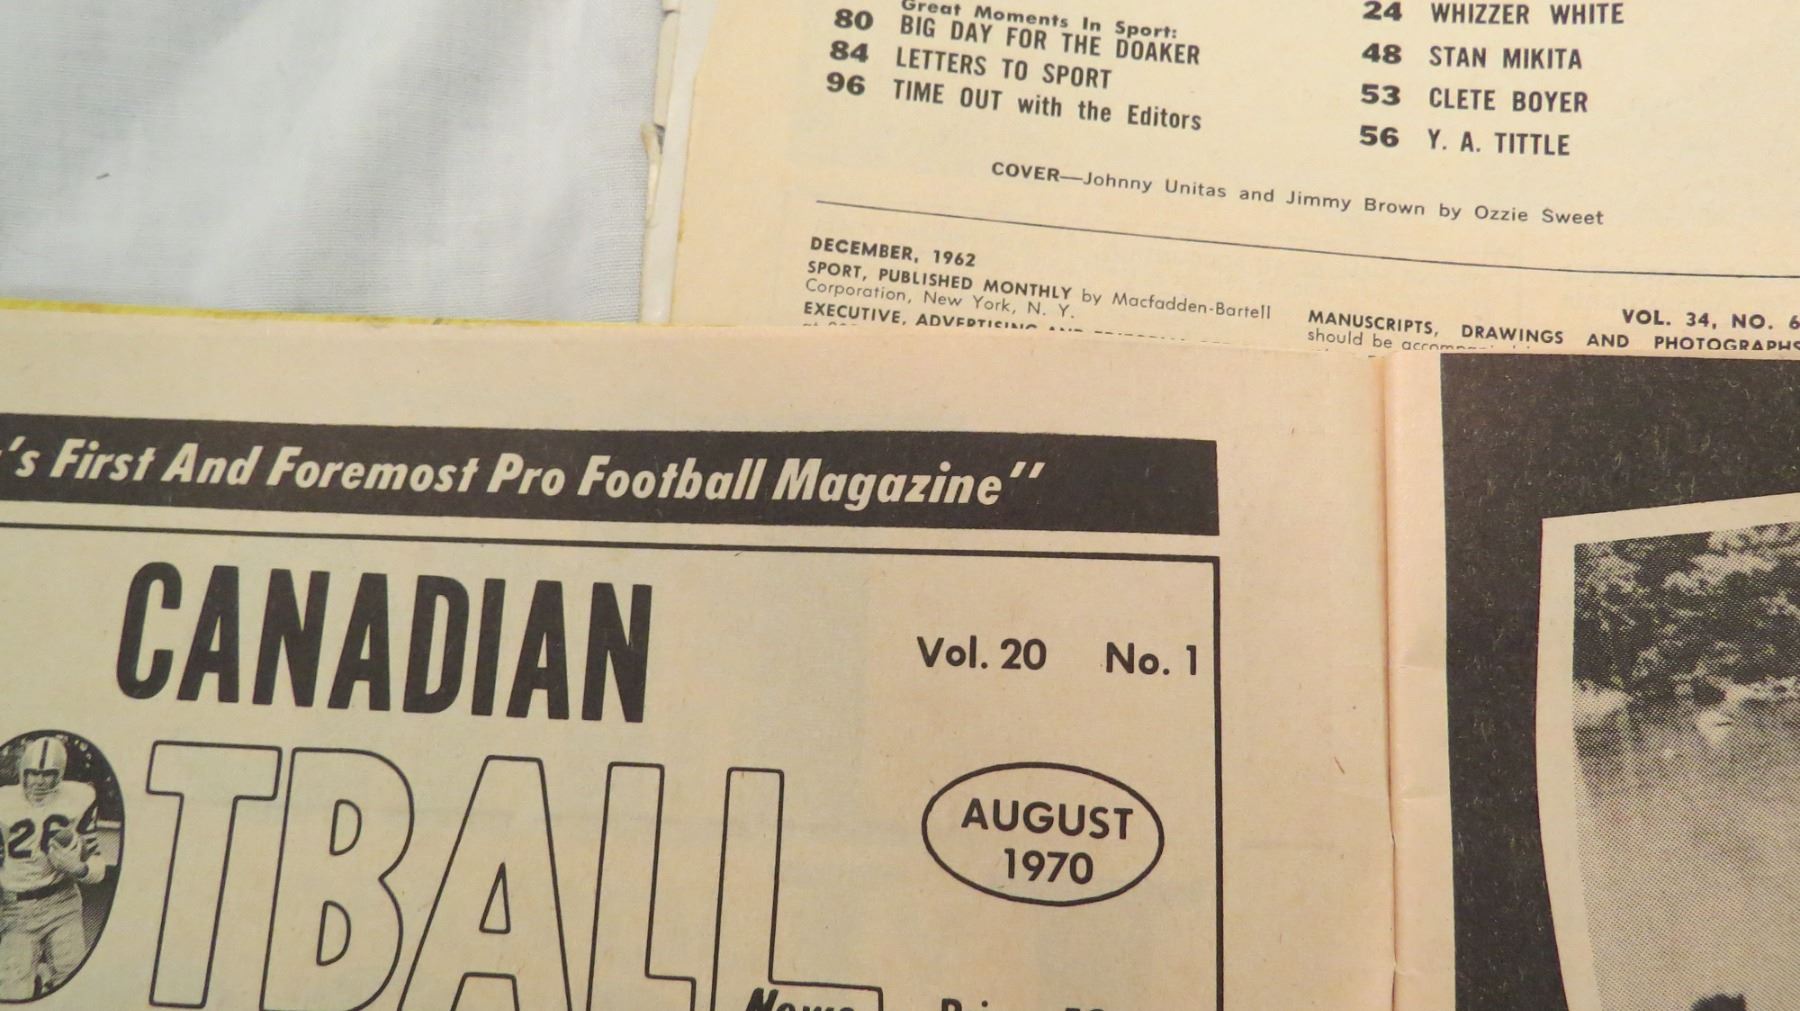 Great Moments In Sport:
80 BIG DAY FOR THE DOAKER
84 LETTERS TO SPORT
96 TIME OUT with the Editors
24 WHIZZER WHITE
48 STAN MIKITA
53 CLETE BOYER
56 Y. A. TITTLE
COVER—Johnny Unitas and Jimmy Brown by Ozzie Sweet
DECEMBER, 1962
SPORT, PUBLISHED MONTHLY by Macfadden-Bartell
Corporation, New York, N. Y.
EXECUTIVE, ADVERTISING AND
VOL. 34, NO. 6
MANUSCRIPTS, DRAWINGS AND PHOTOGRAPHS
should be
's First And Foremost Pro Football Magazine"
CANADIAN
OTBALL
News
Vol. 20 No. 1
AUGUST
1970
26